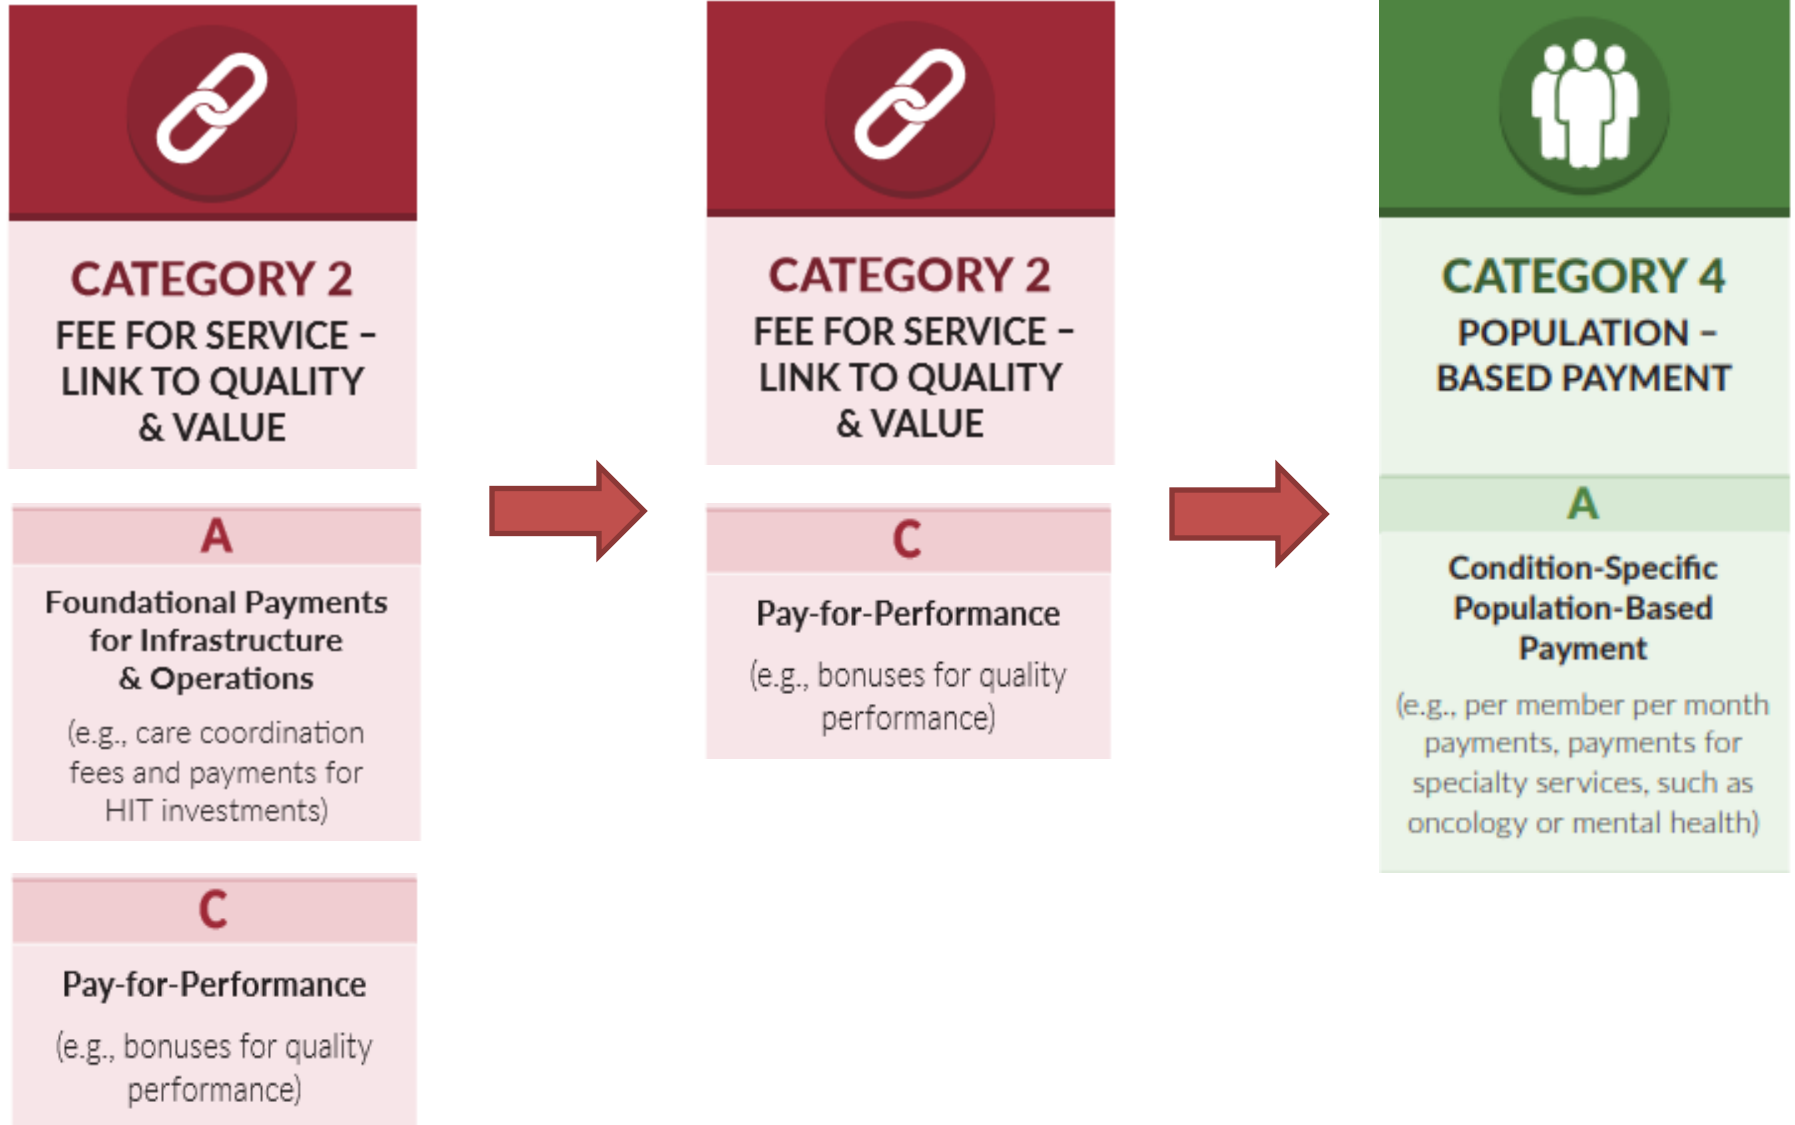 CATEGORY 2
FEE FOR SERVICE –
LINK TO QUALITY
& VALUE
A
Foundational Payments
for Infrastructure
& Operations
(e.g., care coordination
fees and payments for
HIT investments)
C
Pay-for-Performance
(e.g., bonuses for quality
performance)
CATEGORY 2
FEE FOR SERVICE –
LINK TO QUALITY
& VALUE
C
Pay-for-Performance
(e.g., bonuses for quality
performance)
CATEGORY 4
POPULATION –
BASED PAYMENT
A
Condition-Specific
Population-Based
Payment
(e.g., per member per month
payments, payments for
specialty services, such as
oncology or mental health)